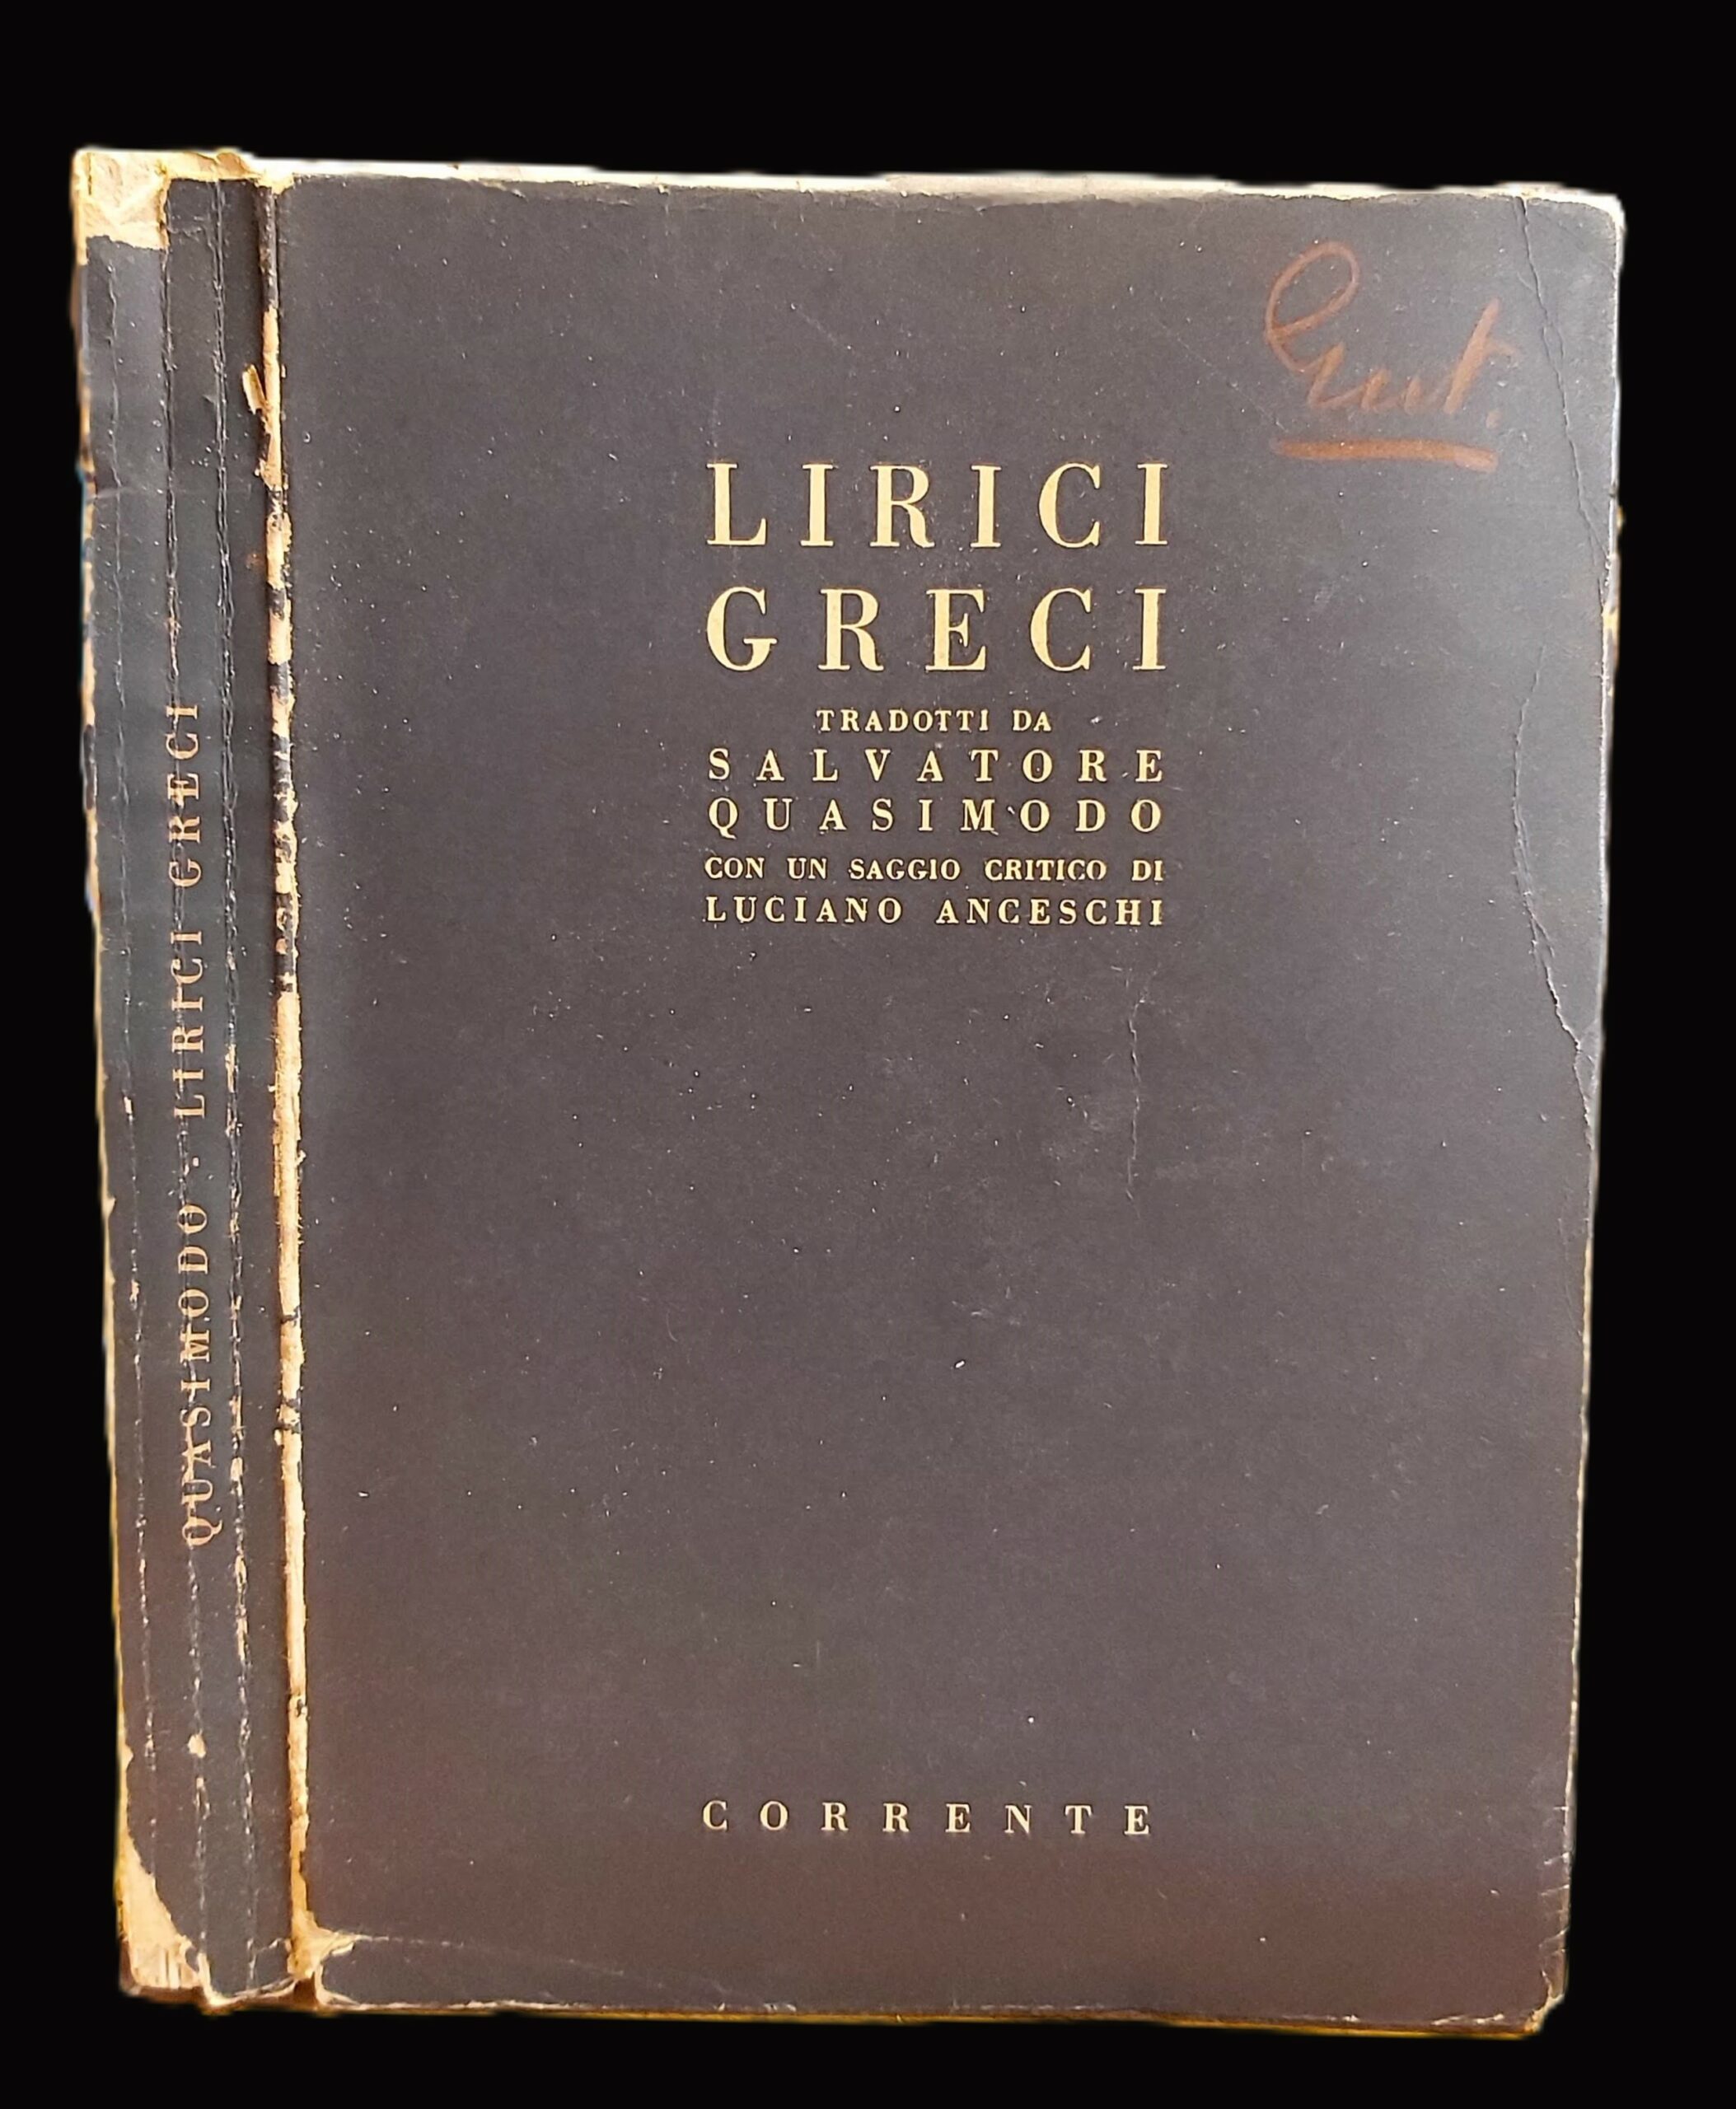 QUASIMODO - LIRICI GRECI
LIRICI
GRECI
TRADOTTI DA
SALVATORE
QUASIMODO
CON UN SAGGIO CRITICO DI
LUCIANO ANCESCHI
CORRENTE